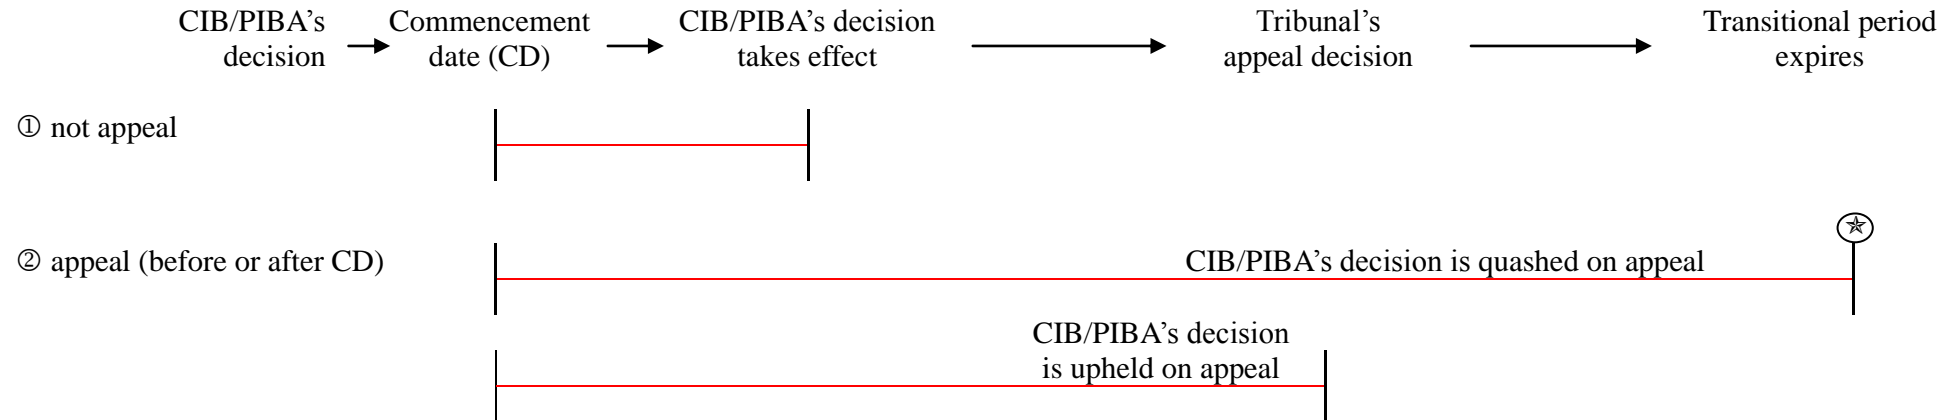 CIB/PIBA’s Commencement CIB/PIBA’s decision Tribunal’s Transitional period
decision date (CD) takes effect appeal decision expires
① not appeal
② appeal (before or after CD) CIB/PIBA’s decision is quashed on appeal
CIB/PIBA’s decision
is upheld on appeal